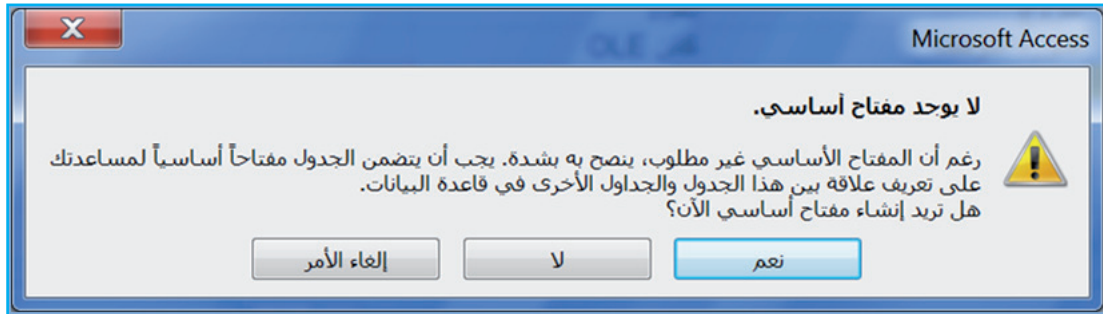 Microsoft Access
OLE
لا يوجد مفتاح أساسي.
رغم أن المفتاح الأساسي غير مطلوب، ينصح به بشدة. يجب أن يتضمن الجدول مفتاحاً أساسياً لمساعدتك
على تعريف علاقة بين هذا الجدول والجداول الأخرى في قاعدة البيانات.
هل تريد إنشاء مفتاح أساسي الآن؟
نعم
لا
إلغاء الأمر